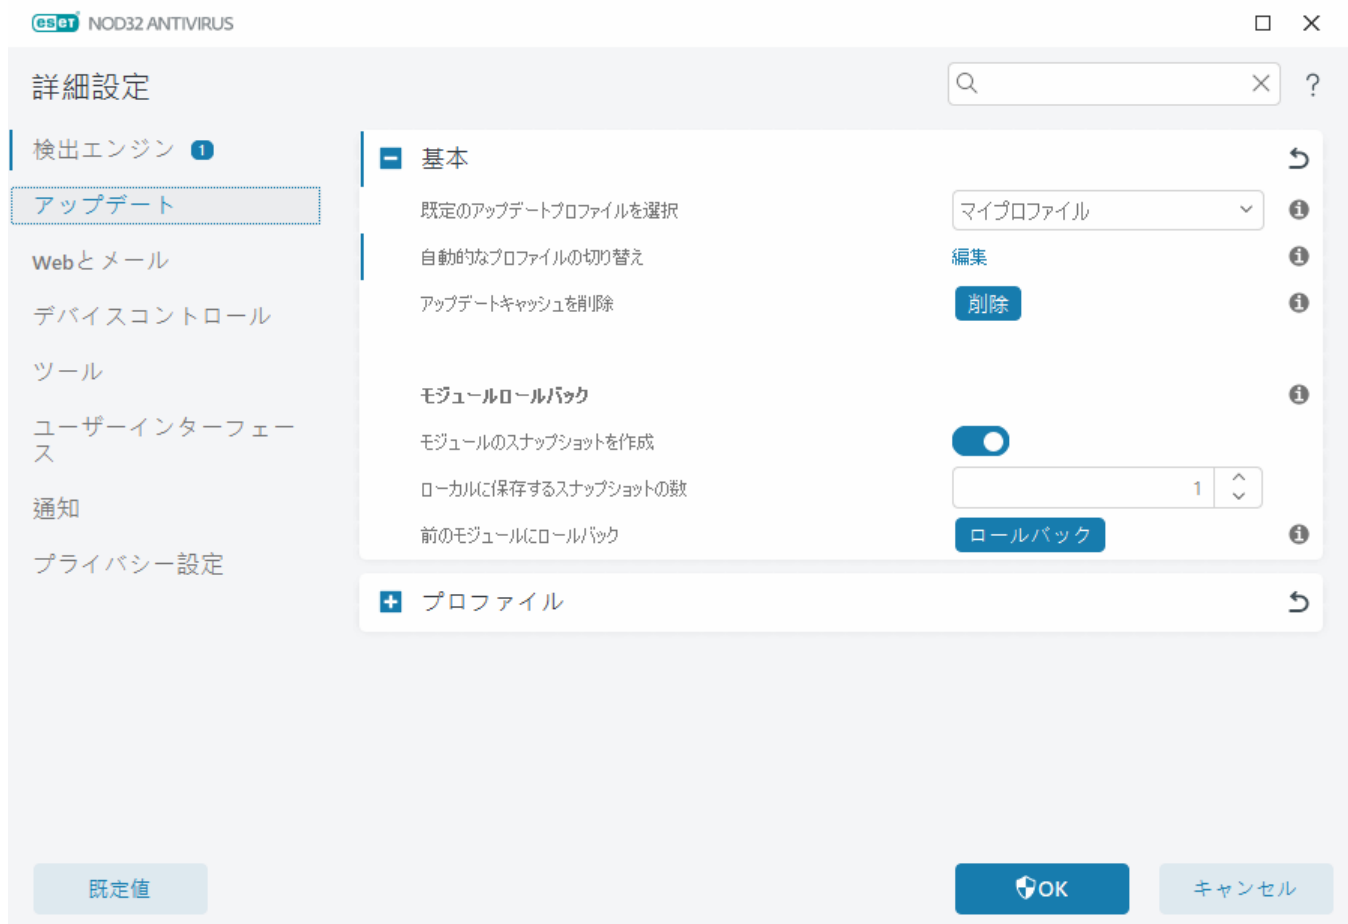 eset NOD32 ANTIVIRUS
詳細設定
?
検出エンジン 1
アップデート
Webとメール
デバイスコントロール
ツール
ユーザーインターフェー
ス
通知
プライバシー設定
基本
既定のアップデートプロファイルを選択
マイプロファイル
自動的なプロファイルの切り替え
編集
アップデートキャッシュを削除
削除
モジュールロールバック
モジュールのスナップショットを作成
ローカルに保存するスナップショットの数
1
前のモジュールにロールバック
ロールバック
プロファイル
既定値
OK
キャンセル